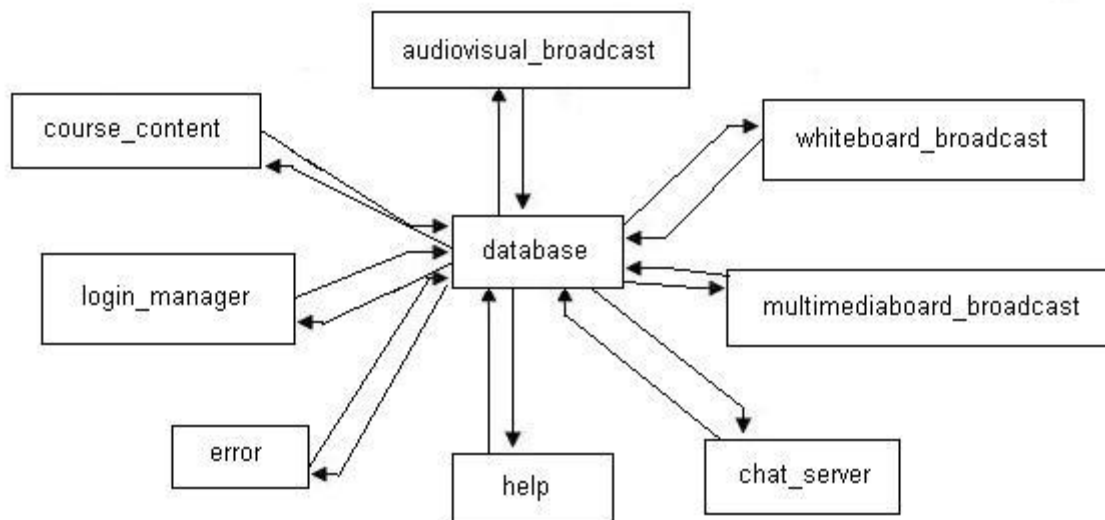 audiovisual_broadcast
course_content
whiteboard_broadcast
database
login_manager
multimediaboard_broadcast
error
help
chat_server